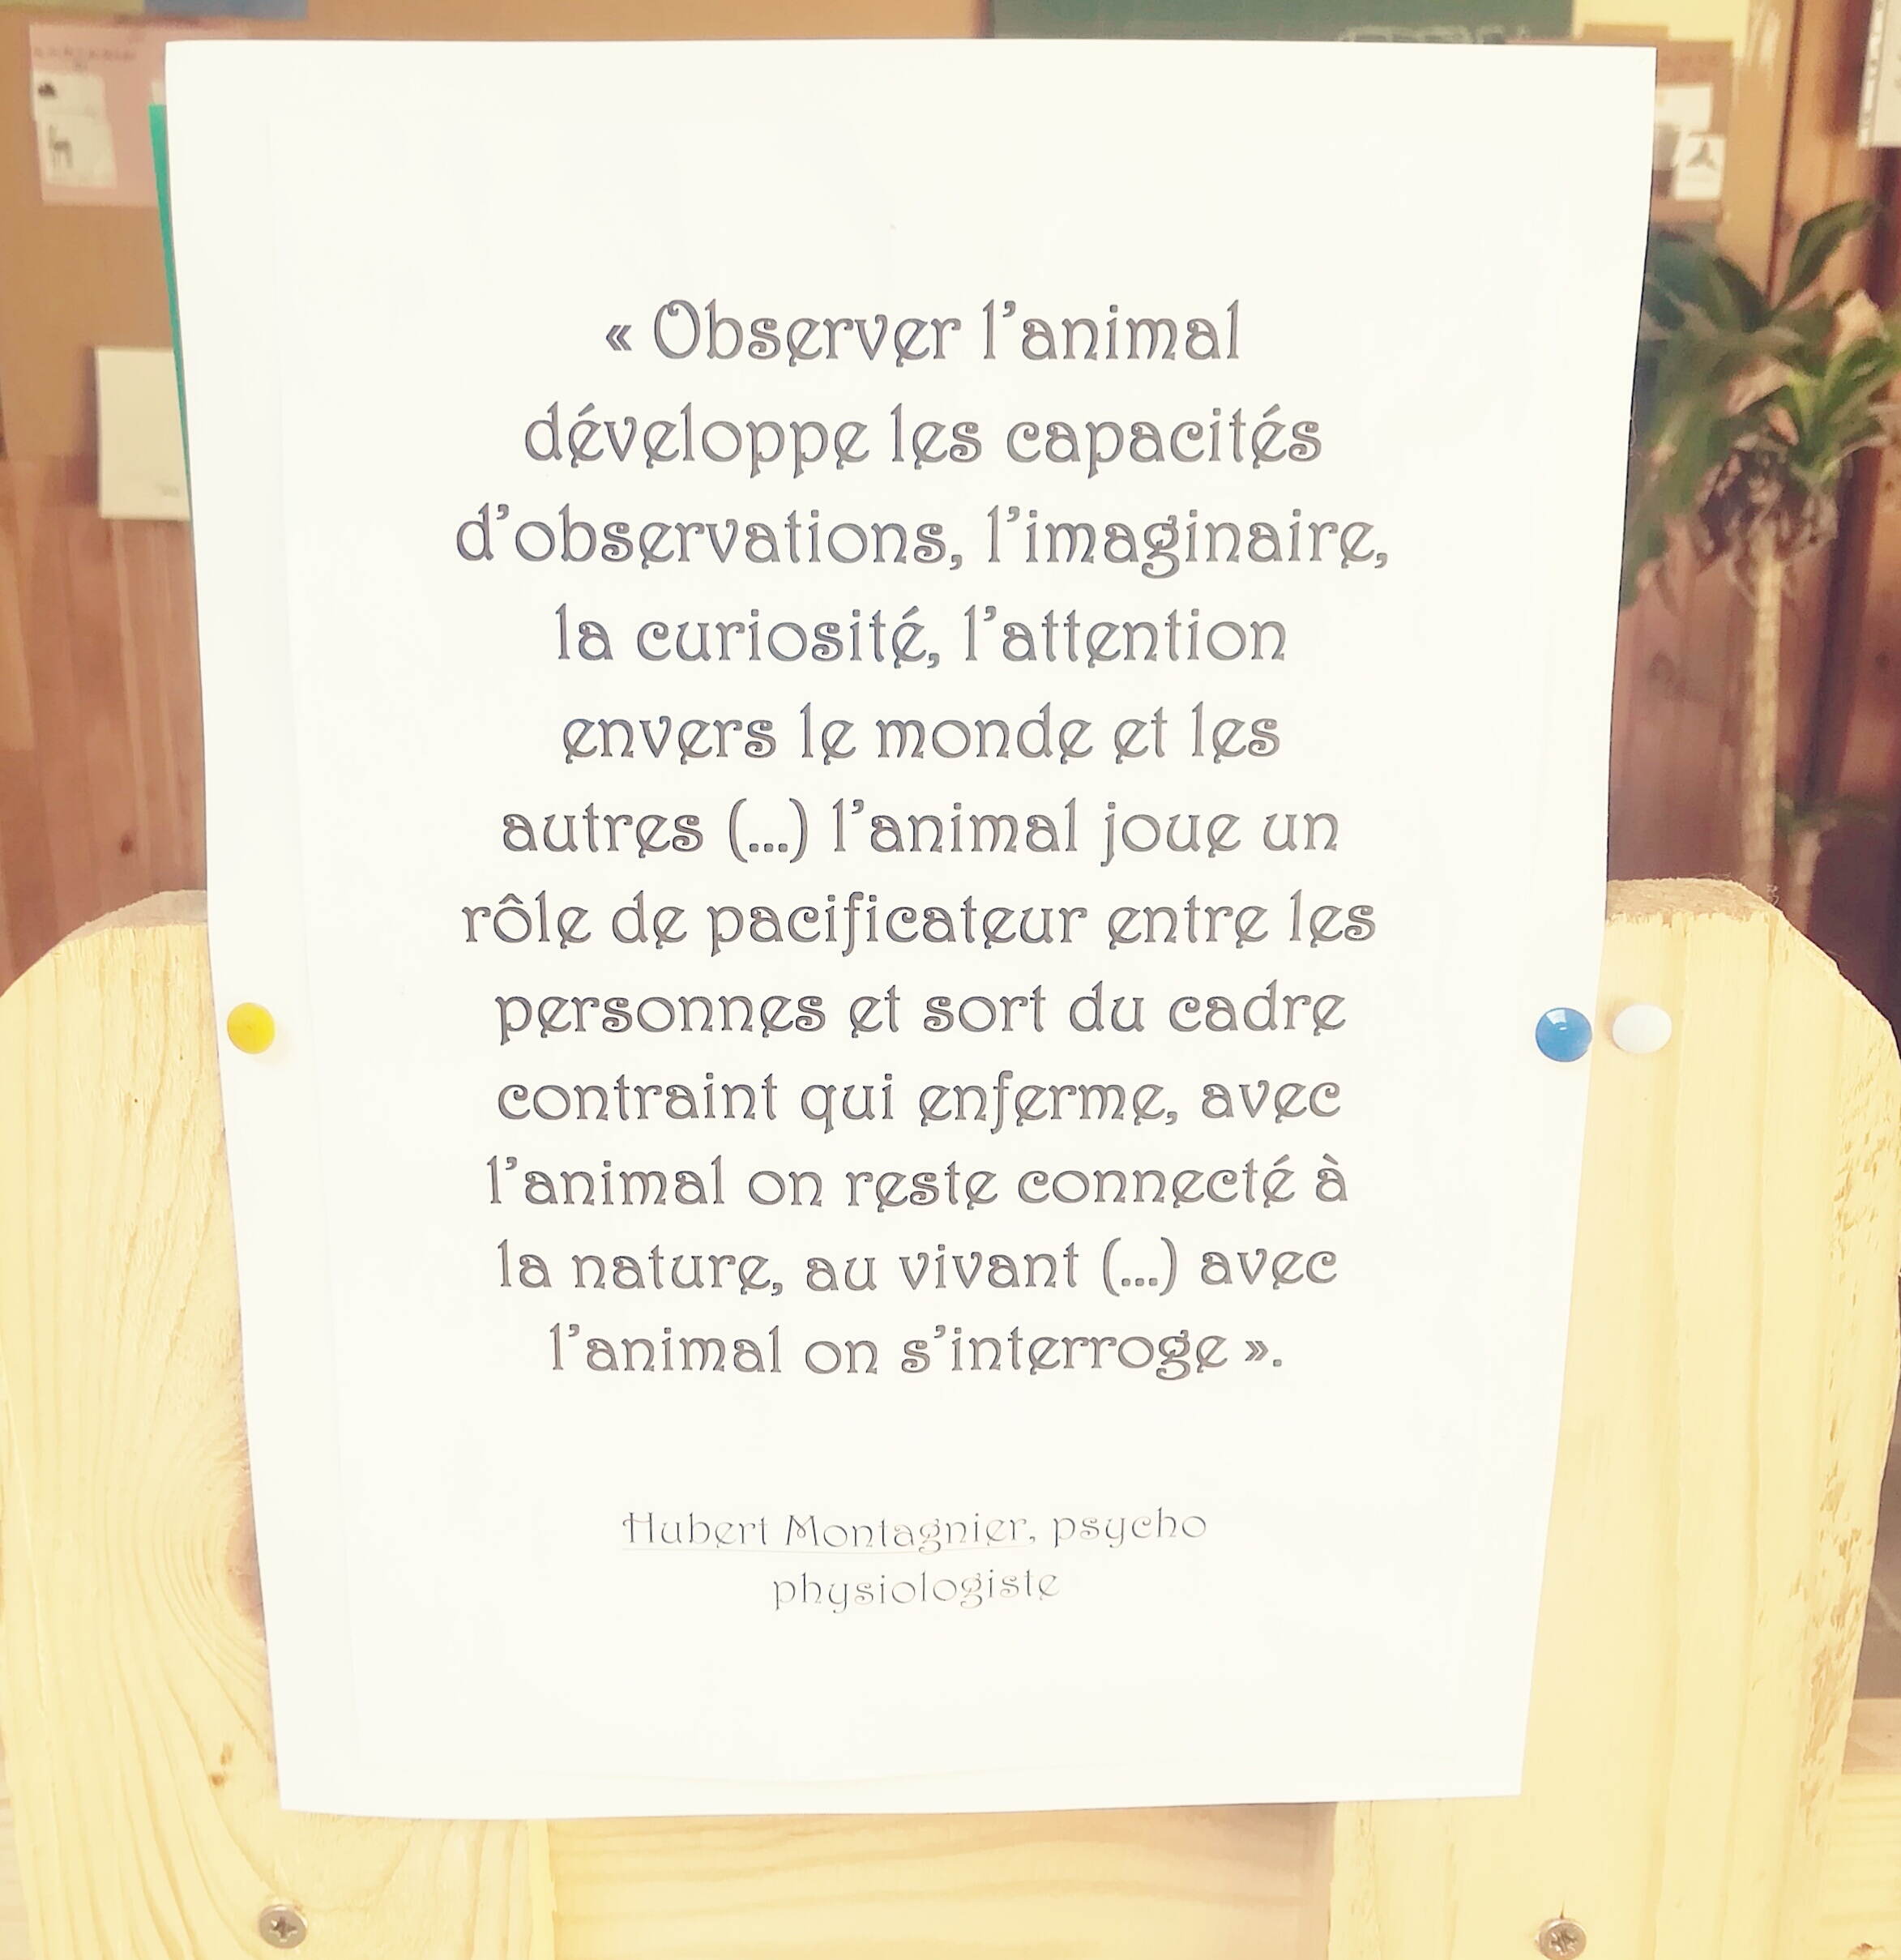 « Observer l’animal
développe les capacités
d’observations, l’imaginaire,
la curiosité, l’attention
envers le monde et les
autres (...) l’animal joue un
rôle de pacificateur entre les
personnes et sort du cadre
contraint qui enferme, avec
l’animal on reste connecté à
la nature, au vivant (...) avec
l’animal on s’interroge ».
Hubert Montagnier, psycho
physiologiste